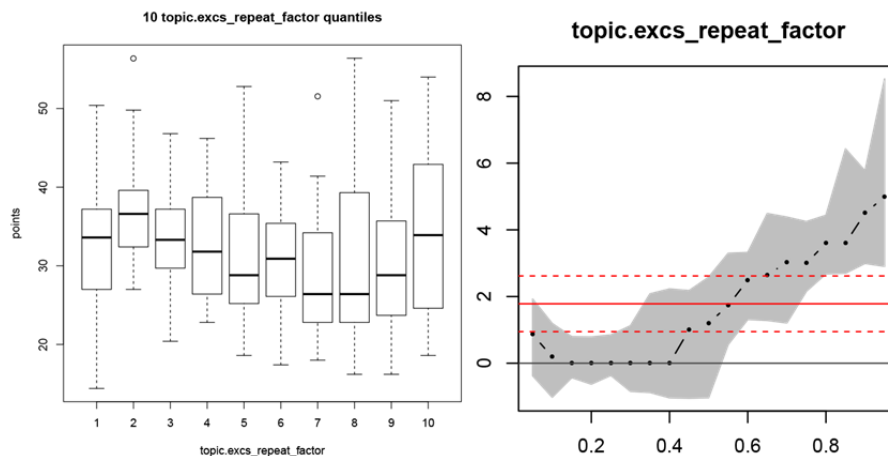 10 topic.excs_repeat_factor quantiles
points
50
40
30
20
1 2 3 4 5 6 7 8 9 10
topic.excs_repeat_factor
topic.excs_repeat_factor
8
6
4
2
0
0.2 0.4 0.6 0.8